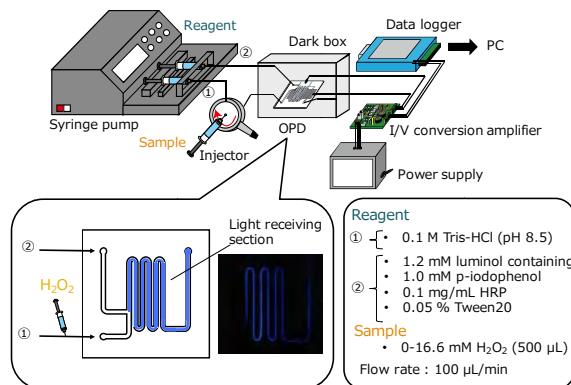 Reagent
Data logger
②
Dark box
PC
①
Syringe pump
OPD
I/V conversion amplifier
Sample
Injector
Power supply
Light receiving
section
②
H₂O₂
①
Reagent
① • 0.1 M Tris-HCl (pH 8.5)
② • 1.2 mM luminol containing
• 1.0 mM p-iodophenol
• 0.1 mg/mL HRP
• 0.05 % Tween20
Sample
• 0-16.6 mM H₂O₂ (500 µL)
Flow rate : 100 µL/min